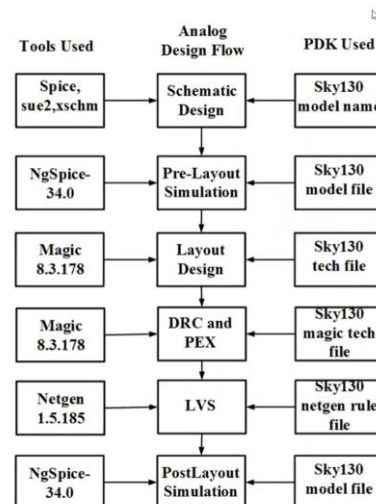 Tools Used
Analog
Design Flow
PDK Used
Spice,
sue2,xschm
Schematic
Design
Sky130
model name
NgSpice-
34.0
Pre-Layout
Simulation
Sky130
model file
Magic
8.3.178
Layout
Design
Sky130
tech file
Magic
8.3.178
DRC and
PEX
Sky130
magic tech
file
Netgen
1.5.185
LVS
Sky130
netgen rule
file
NgSpice-
34.0
PostLayout
Simulation
Sky130
model file